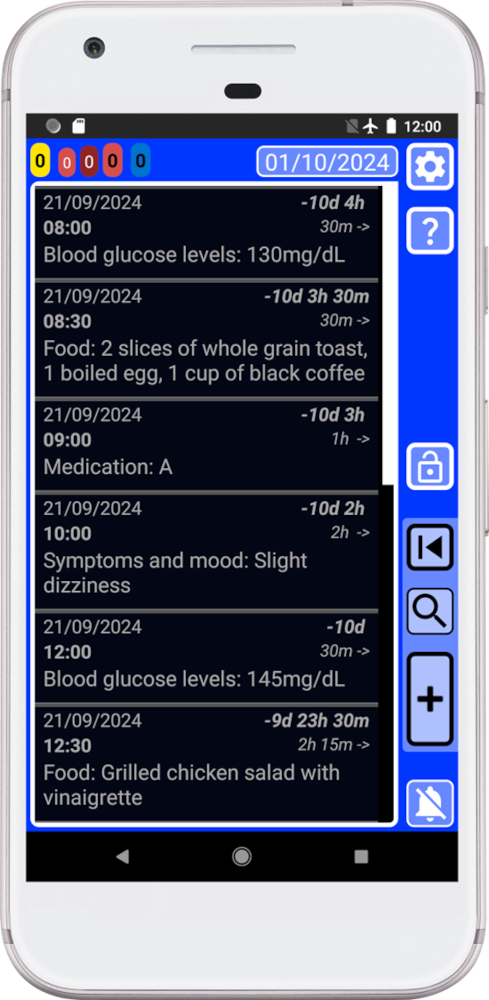 12:00
0 0 0 0 0 01/10/2024
?
21/09/2024 -10d 4h
08:00 30m ->
Blood glucose levels: 130mg/dL
21/09/2024 -10d 3h 30m
08:30 30m ->
Food: 2 slices of whole grain toast,
1 boiled egg, 1 cup of black coffee
21/09/2024 -10d 3h
09:00 1h ->
Medication: A
21/09/2024 -10d 2h
10:00 2h ->
Symptoms and mood: Slight
dizziness
21/09/2024 -10d
12:00 30m ->
Blood glucose levels: 145mg/dL
+
21/09/2024 -9d 23h 30m
12:30 2h 15m ->
Food: Grilled chicken salad with
vinaigrette